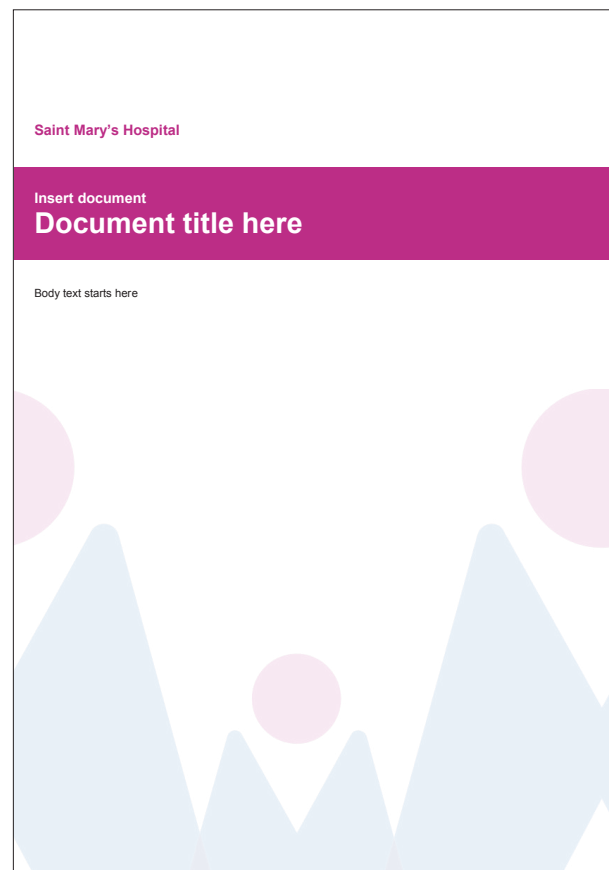 Saint Mary’s Hospital
Insert document
Document title here
Body text starts here